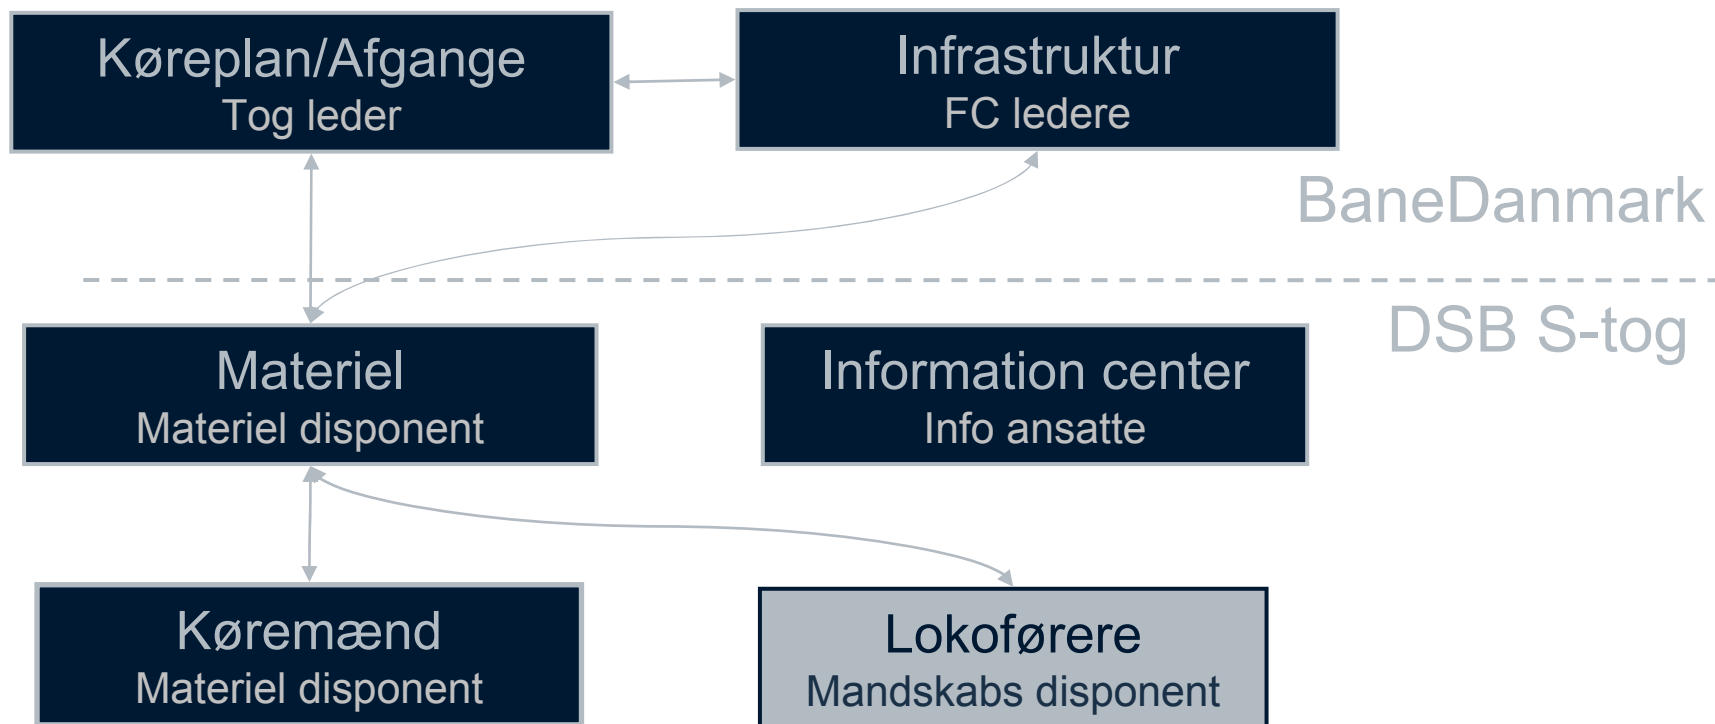 Køreplan/Afgange
Tog leder
Infrastruktur
FC ledere
BaneDanmark
DSB S-tog
Materiel
Materiel disponent
Information center
Info ansatte
Køremænd
Materiel disponent
Lokoførere
Mandskabs disponent